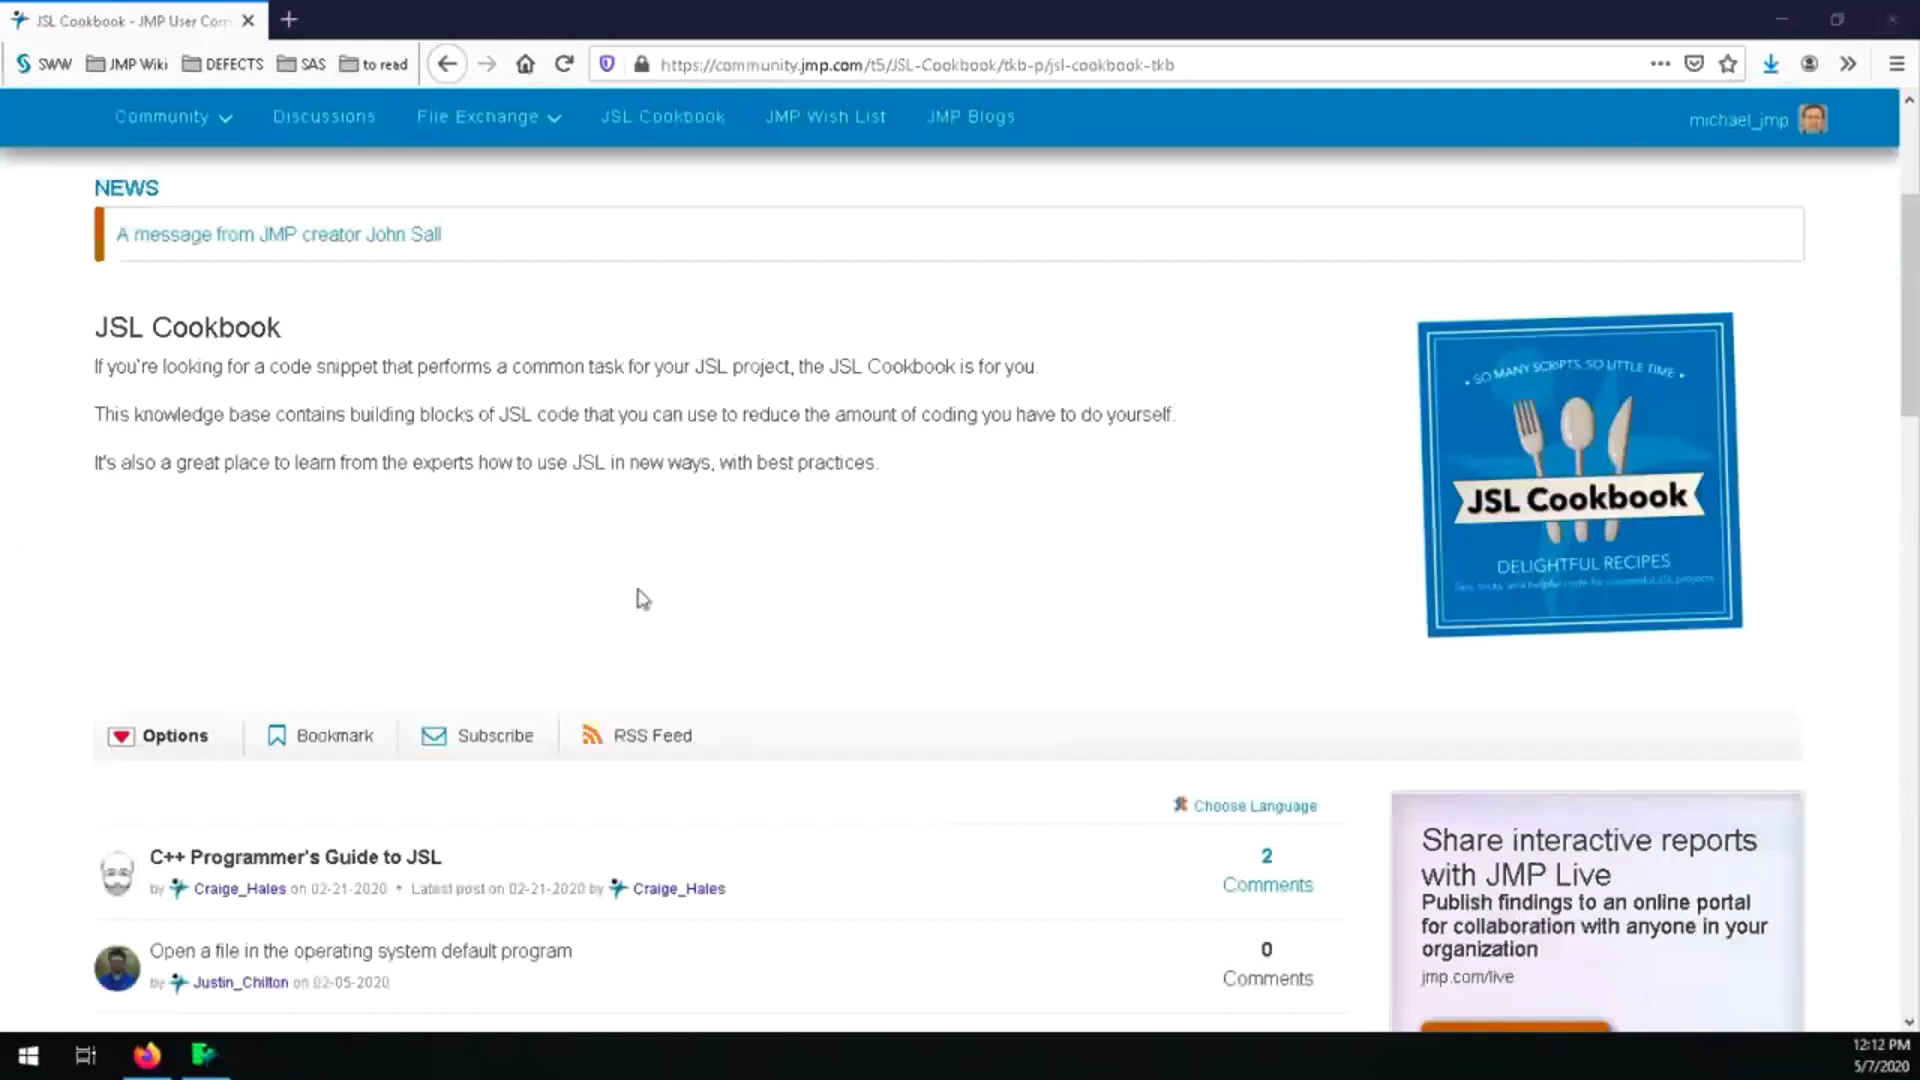 JSL Cookbook - JMP User Com
SWW JMP Wiki DEFECTS SAS to read
https://community.jmp.com/t5/JSL-Cookbook/tkb-p/jsl-cookbook-tkb
Community Discussions File Exchange JSL Cookbook JMP Wish List JMP Blogs michael_jmp
NEWS
A message from JMP creator John Sall
JSL Cookbook
If you're looking for a code snippet that performs a common task for your JSL project, the JSL Cookbook is for you.
This knowledge base contains building blocks of JSL code that you can use to reduce the amount of coding you have to do yourself.
It's also a great place to learn from the experts how to use JSL in new ways, with best practices.
• SO MANY SCRIPTS, SO LITTLE TIME •
JSL Cookbook
DELIGHTFUL RECIPES
Options Bookmark Subscribe RSS Feed
Choose Language
C++ Programmer's Guide to JSL
by Craige_Hales on 02-21-2020 • Latest post on 02-21-2020 by Craige_Hales
2
Comments
Open a file in the operating system default program
by Justin_Chilton on 02-05-2020
0
Comments
Share interactive reports
with JMP Live
Publish findings to an online portal
for collaboration with anyone in your
organization
jmp.com/live
12:12 PM
5/7/2020